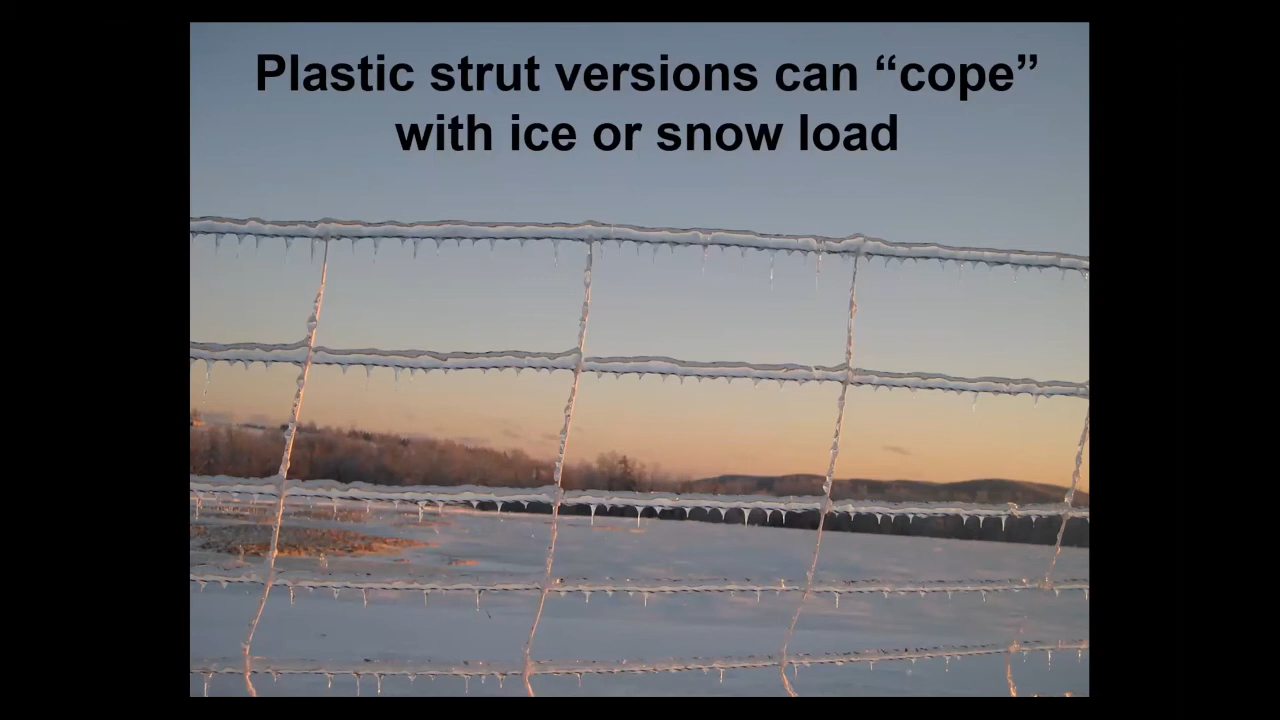 Plastic strut versions can “cope”
with ice or snow load